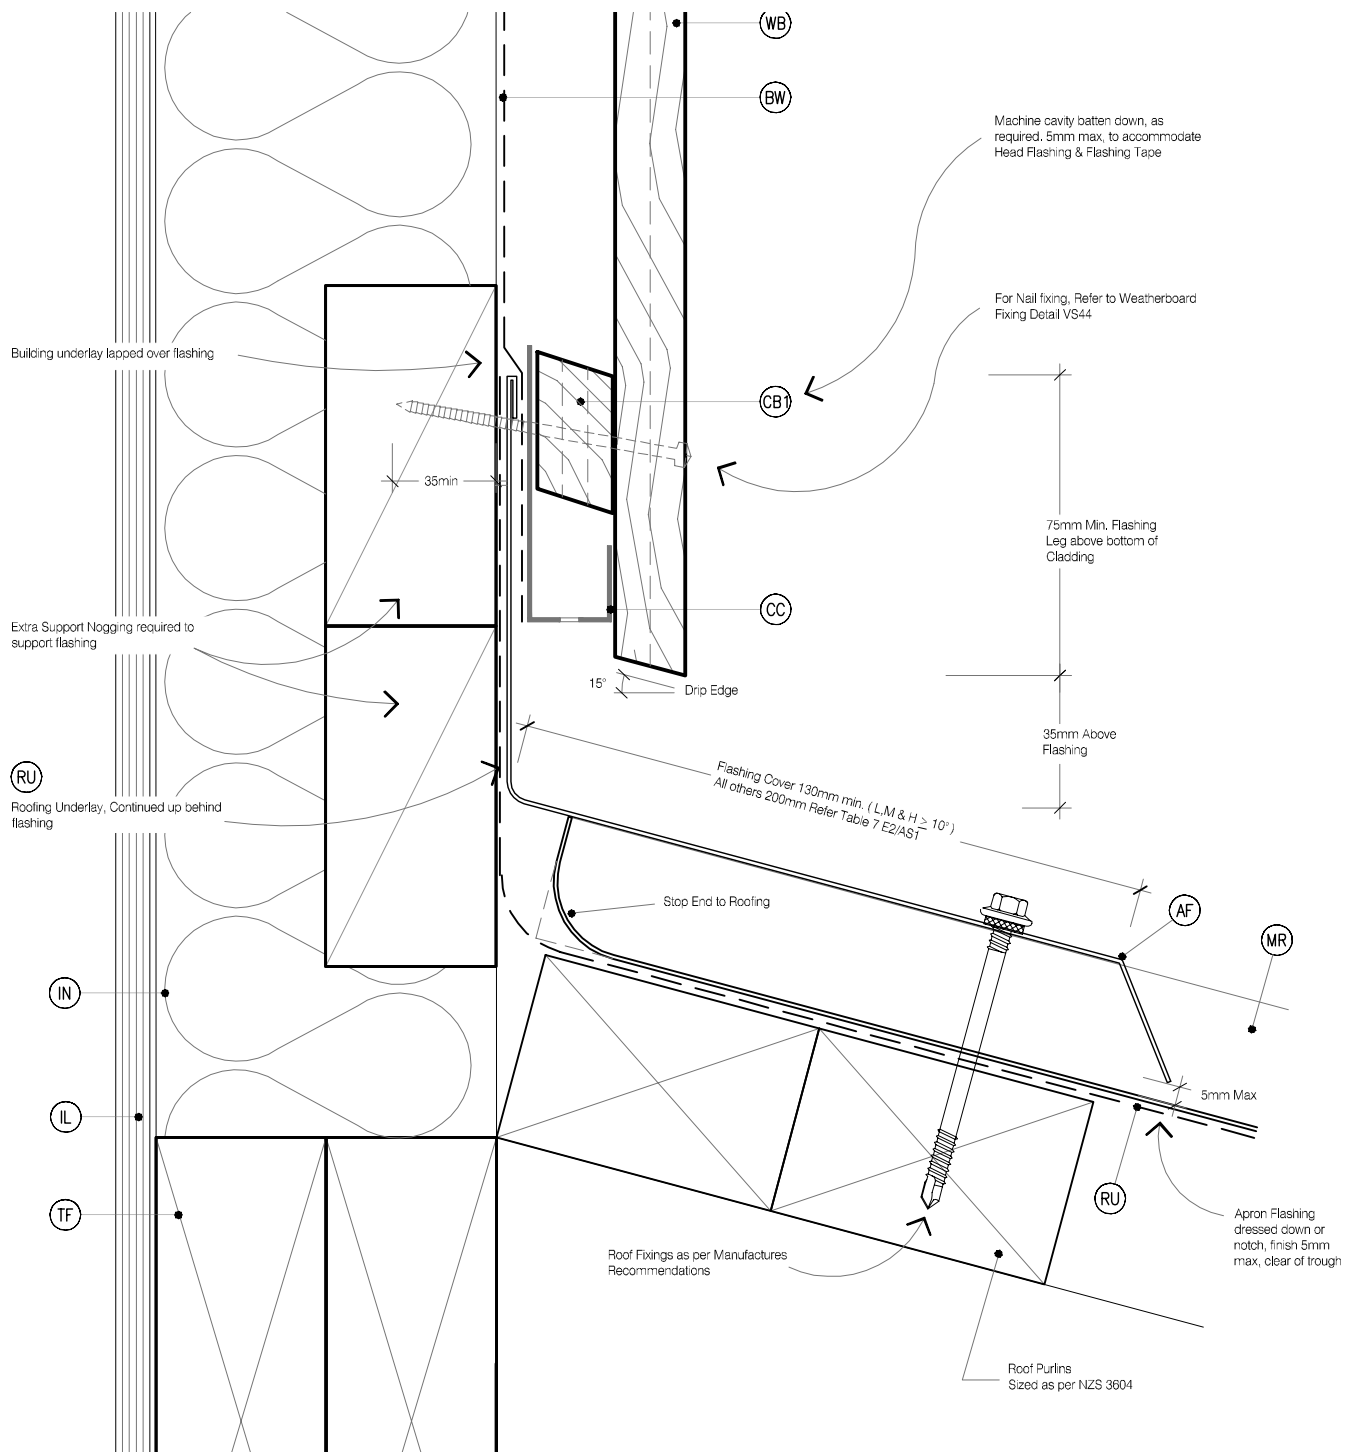 WB
BW
Machine cavity batten down, as
required. 5mm max, to accommodate
Head Flashing & Flashing Tape
For Nail fixing, Refer to Weatherboard
Fixing Detail VS44
Building underlay lapped over flashing
CB1
35min
75mm Min. Flashing
Leg above bottom of
Cladding
CC
Extra Support Nogging required to
support flashing
15°
Drip Edge
35mm Above
Flashing
RU
Roofing Underlay, Continued up behind
flashing
Flashing Cover 130mm min. ( L,M & H ≥ 10° )
All others 200mm Refer Table 7 E2/AS1
Stop End to Roofing
AF
MR
IN
5mm Max
IL
RU
TF
Apron Flashing
dressed down or
notch, finish 5mm
max, clear of trough
Roof Fixings as per Manufactures
Recommendations
Roof Purlins
Sized as per NZS 3604